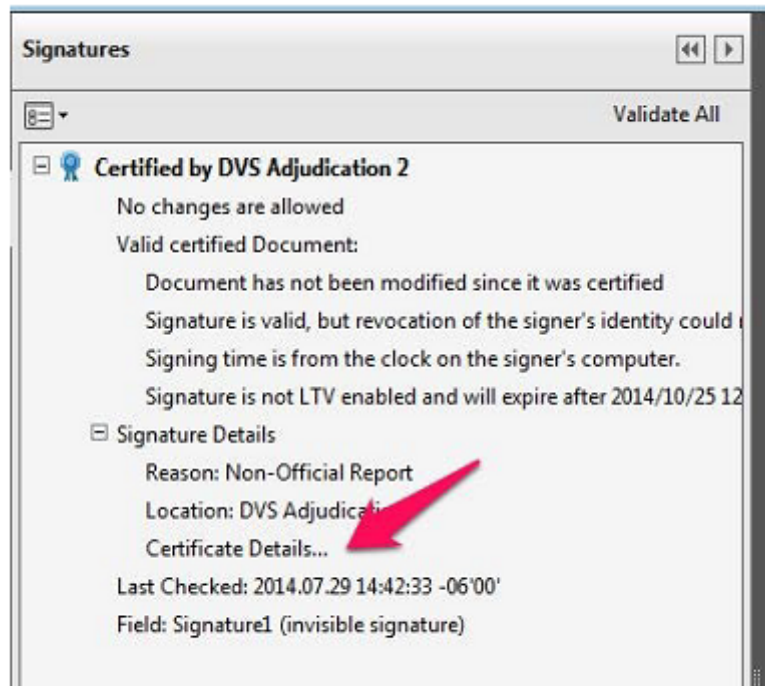 Signatures
Validate All
Certified by DVS Adjudication 2
No changes are allowed
Valid certified Document:
Document has not been modified since it was certified
Signature is valid, but revocation of the signer's identity could
Signing time is from the clock on the signer's computer.
Signature is not LTV enabled and will expire after 2014/10/25 12
Signature Details
Reason: Non-Official Report
Location: DVS Adjudicatio
Certificate Details...
Last Checked: 2014.07.29 14:42:33 -06'00'
Field: Signature1 (invisible signature)